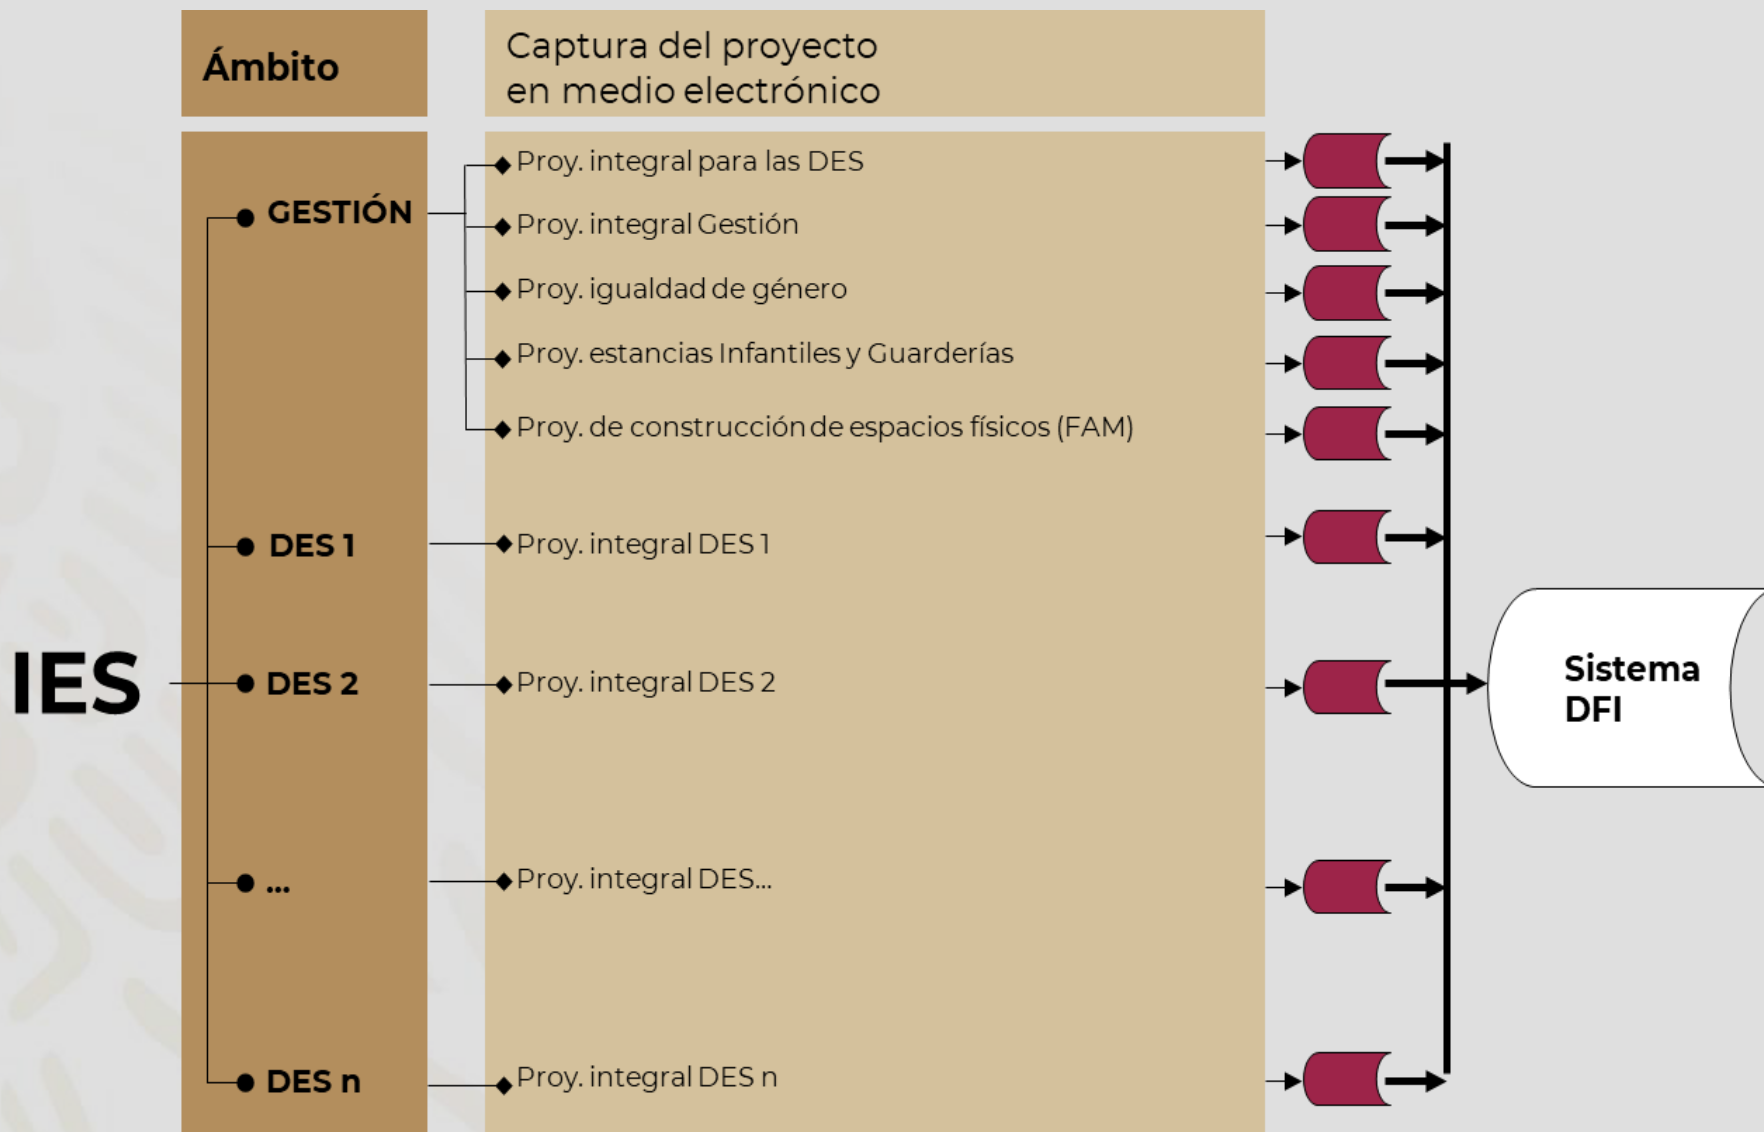 Ámbito
Captura del proyecto
en medio electrónico
GESTIÓN
Proy. integral para las DES
Proy. integral Gestión
Proy. igualdad de género
Proy. estancias Infantiles y Guarderías
Proy. de construcción de espacios físicos (FAM)
DES 1
Proy. integral DES 1
IES
DES 2
Proy. integral DES 2
Sistema
DFI
...
Proy. integral DES...
DES n
Proy. integral DES n